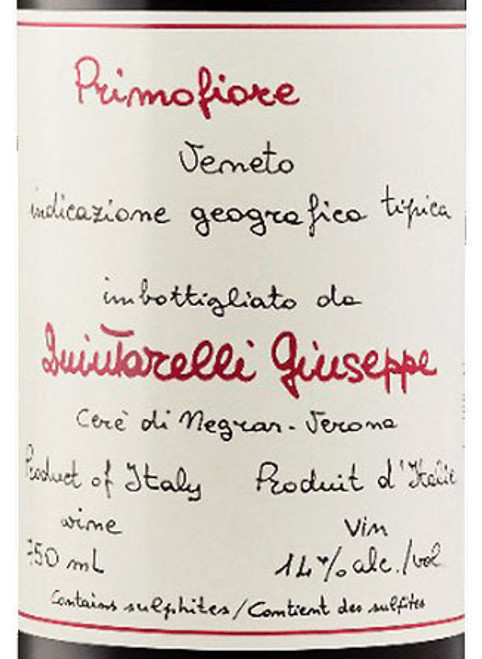 Primofiore
Veneto
indicazione geografica tipica
imbottigliato da
Quintarelli Giuseppe
Cerè di Negrar - Verona
Product of Italy Produit d'Italie
wine Vin
750 mL 14% alc./vol
Contains sulphites/Contient des sulfites